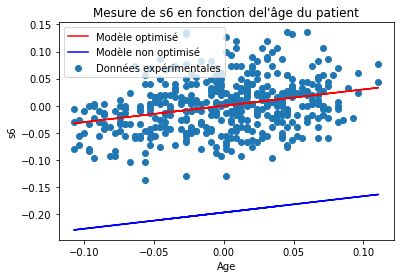 Mesure de s6 en fonction del'âge du patient
Modèle optimisé
Modèle non optimisé
Données expérimentales
0.15
0.10
0.05
0.00
−0.05
−0.10
−0.15
−0.20
s6
−0.10
−0.05
0.00
0.05
0.10
Age